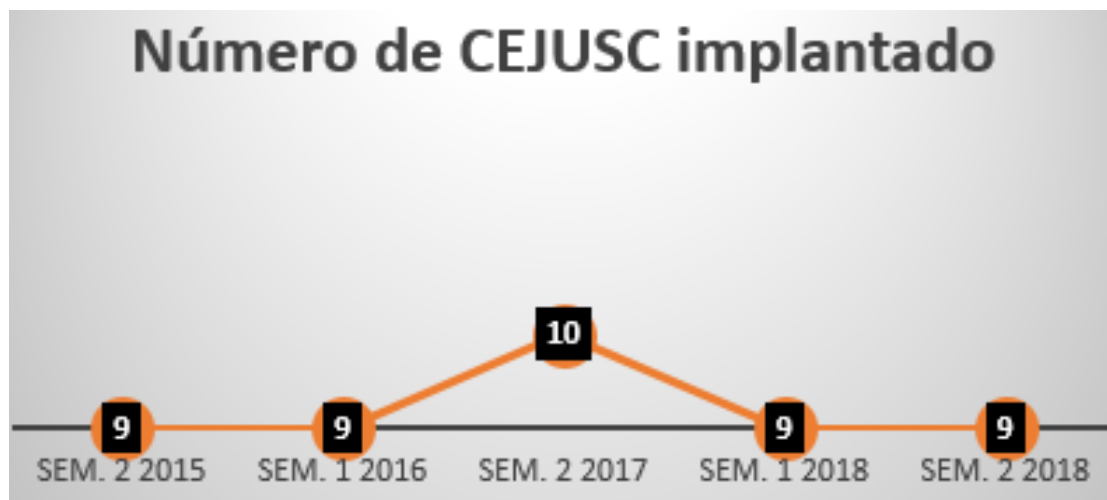 Número de CEJUSC implantado
10
9 9 9 9
SEM. 2 2015 SEM. 1 2016 SEM. 2 2017 SEM. 1 2018 SEM. 2 2018